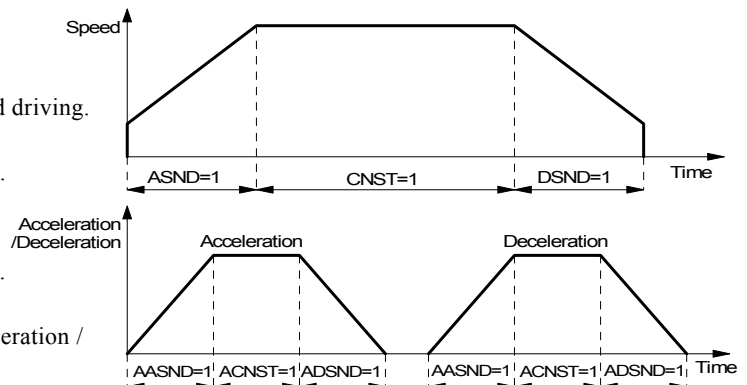 Speed
d driving.
ASND=1 CNST=1 DSND=1 Time
.
Acceleration
/Deceleration
Acceleration Deceleration
.
eration /
AASND=1 ACNST=1 ADSND=1 AASND=1 ACNST=1 ADSND=1 Time